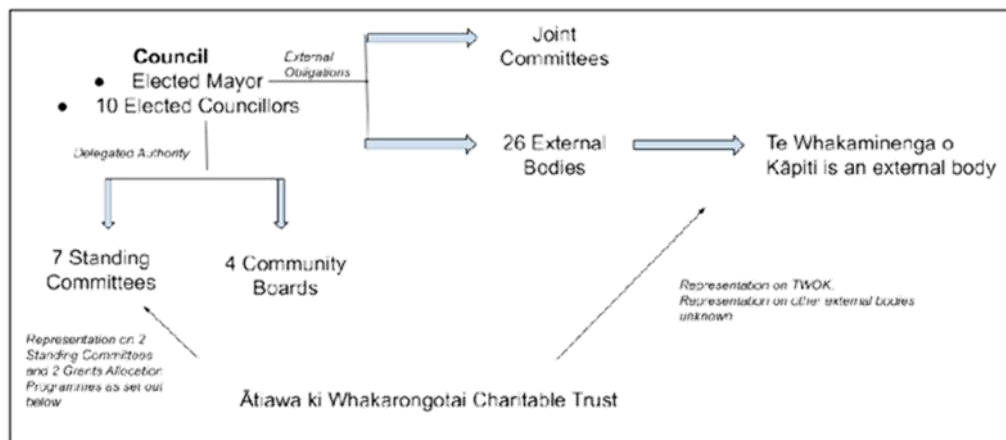 Council
• Elected Mayor
• 10 Elected Councillors
External
Obligations
Joint
Committees
26 External
Bodies
Te Whakaminenga o
Kāpiti is an external body
Delegated Authority
7 Standing
Committees
4 Community
Boards
Representation on TWOK.
Representation on other external bodies
unknown
Representation on 2
Standing Committees
and 2 Grants Allocation
Programmes as set out
below
Ātiawa ki Whakarongotai Charitable Trust